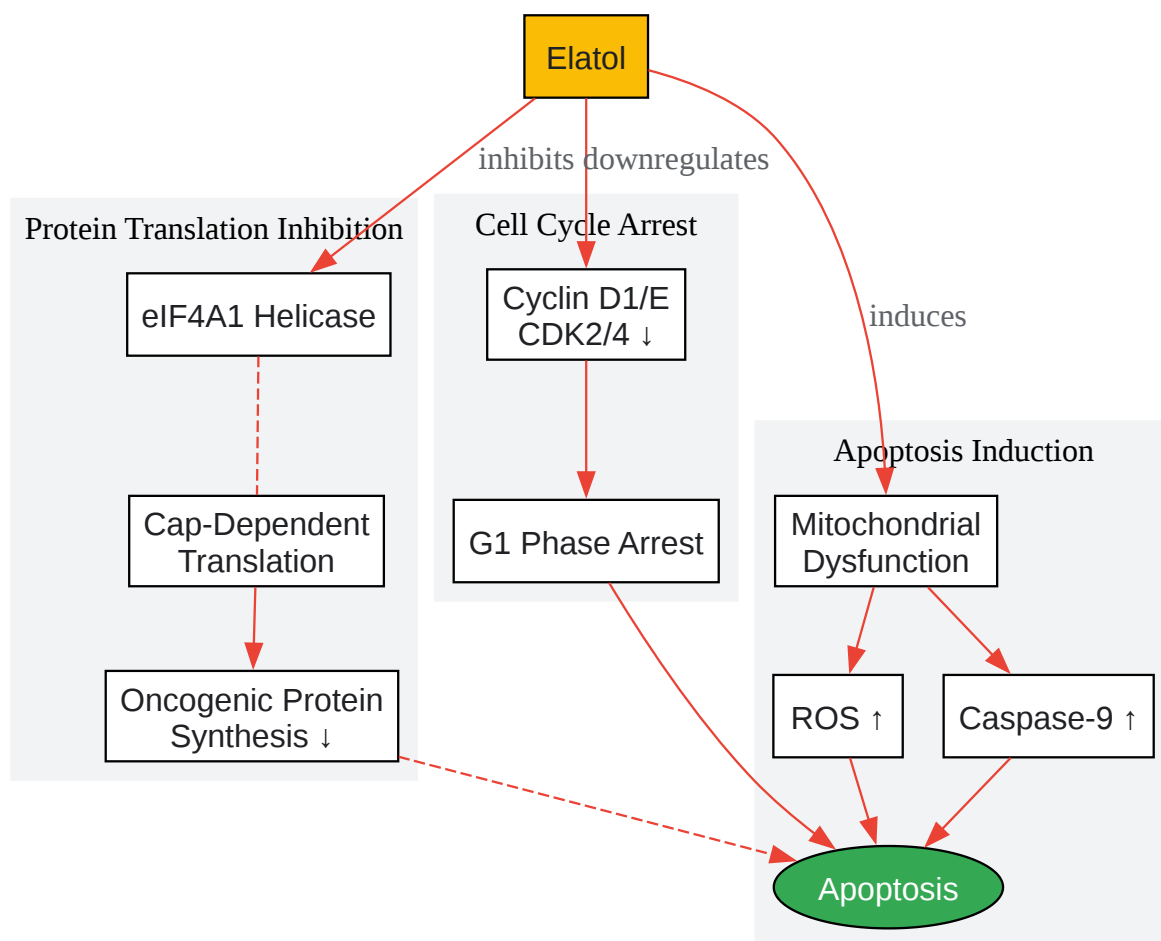 Elatol
inhibits
downregulates
Protein Translation Inhibition
Cell Cycle Arrest
eIF4A1 Helicase
Cyclin D1/E
CDK2/4 ↓
induces
Apoptosis Induction
Cap-Dependent
Translation
G1 Phase Arrest
Mitochondrial
Dysfunction
Oncogenic Protein
Synthesis ↓
ROS ↑
Caspase-9 ↑
Apoptosis